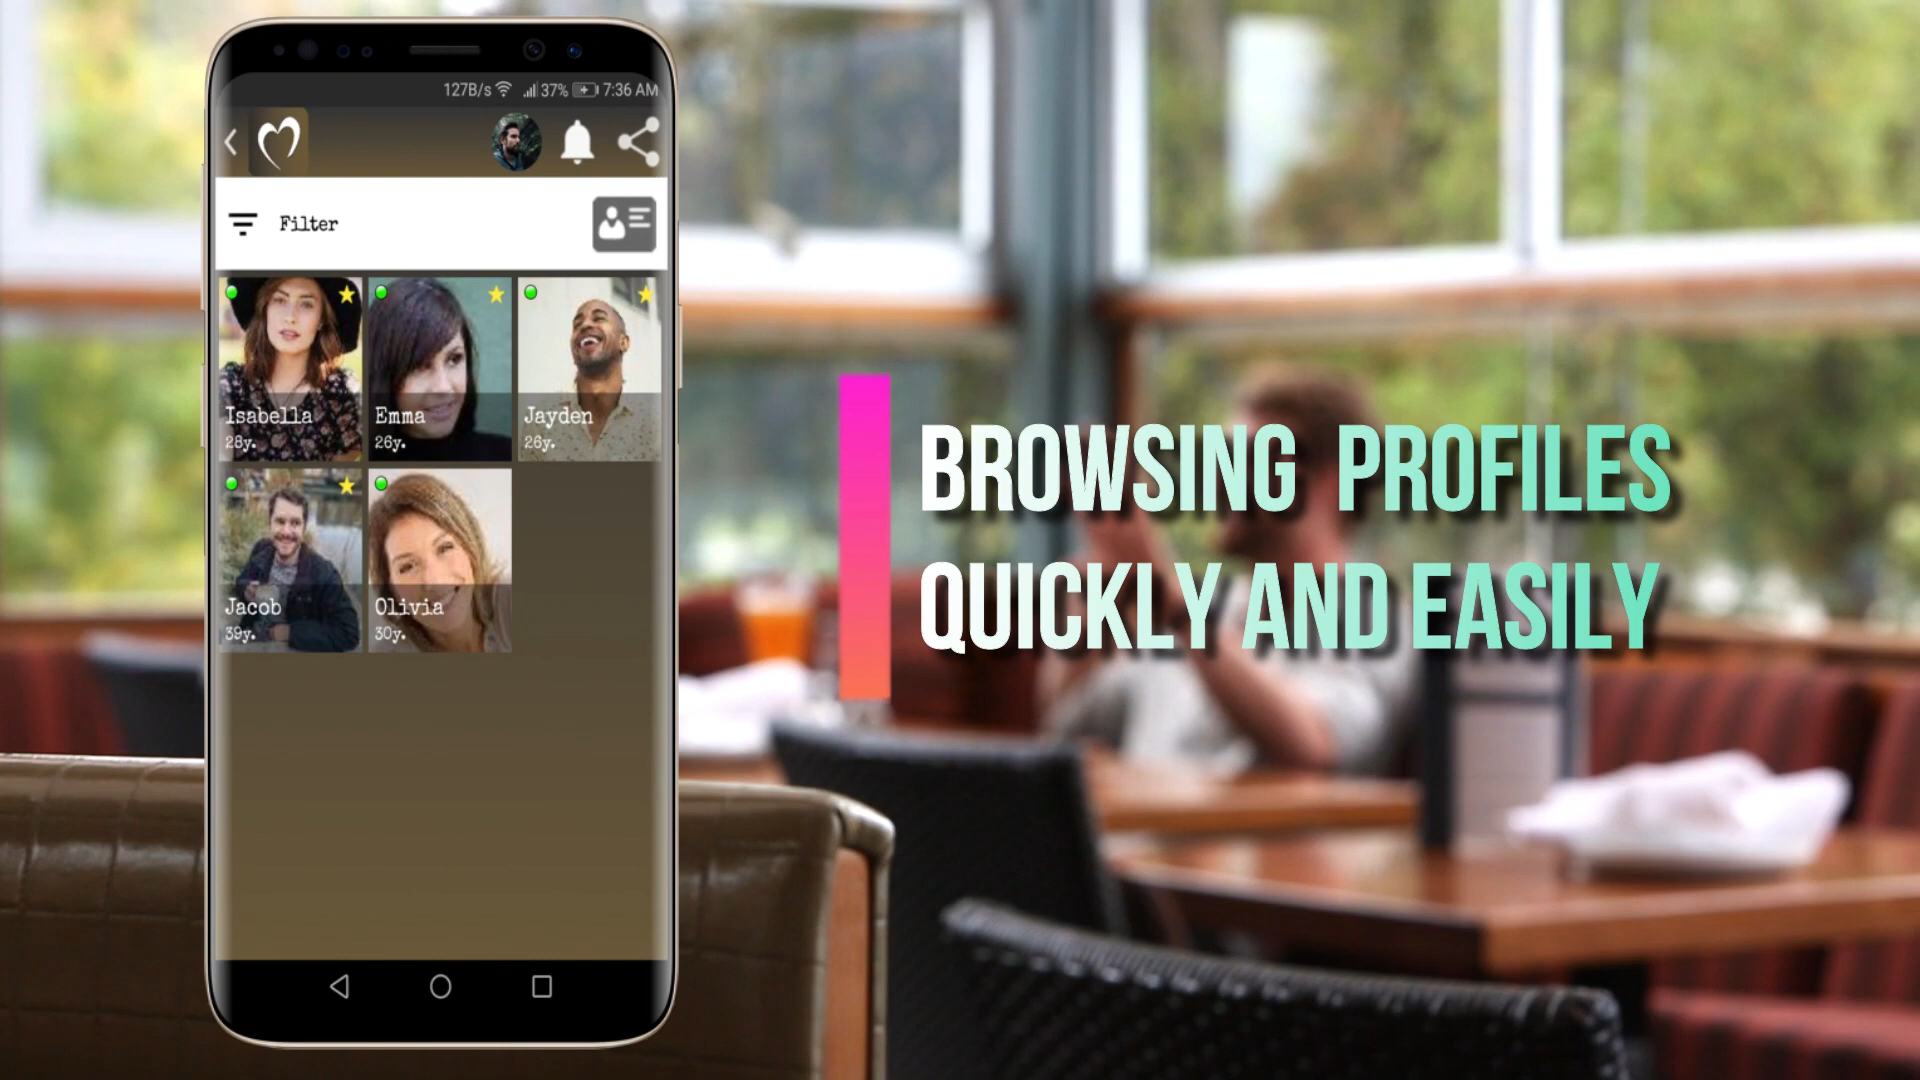 127B/s 37% 7:36 AM
Filter
Isabella
28y.
Emma
26y.
Jayden
26y.
Jacob
39y.
Olivia
30y.
BROWSING PROFILES
QUICKLY AND EASILY